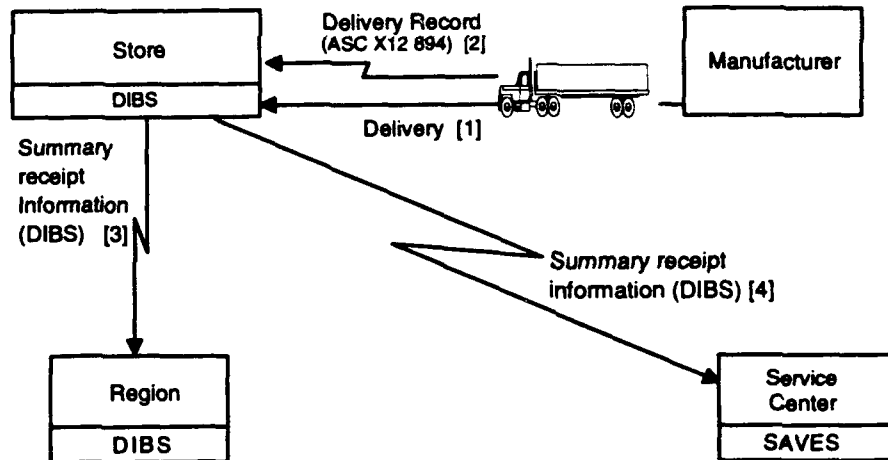 Store
DIBS
Delivery Record
(ASC X12 894) [2]
Delivery [1]
Manufacturer
Summary
receipt
Information
(DIBS) [3]
Summary receipt
information (DIBS) [4]
Region
DIBS
Service
Center
SAVES